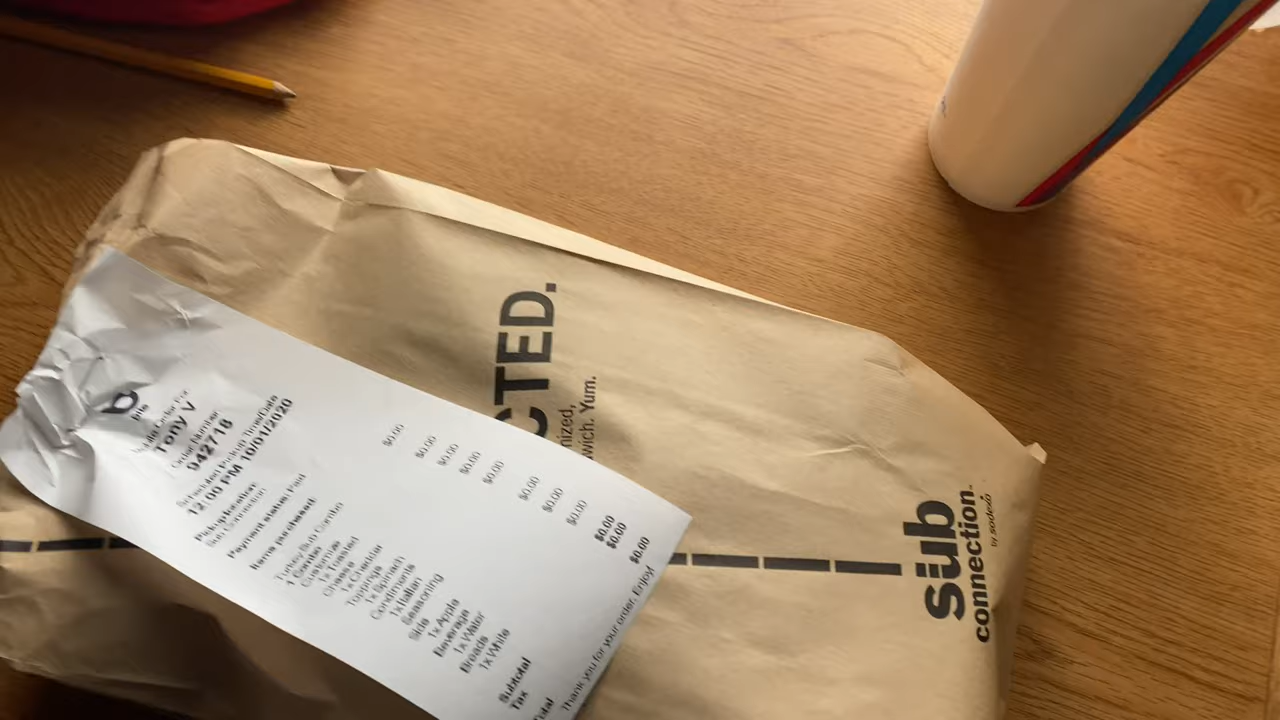 CTED.
nized,
wich. Yum.
bite
Order For
Tony V
Order Number:
942718
Scheduled Pickup Time/Date
12:00 PM 10/01/2020
Pickup location:
Sub Connection
Payment status: Paid
Items purchased:
Turkey Sub Combo $0.00
1 Combo
Customize
1x Toasted $0.00
Cheese
1x Cheddar $0.00
Toppings
1x Spinach $0.00
Condiments
1x Italian $0.00
Seasoning
Side
1x Apple $0.00
Beverage
1x Water $0.00
Breads
1x White $0.00
Subtotal $0.00
Tax $0.00
Total $0.00
Thank you for your order. Enjoy!
süb
connection™
by sodexo